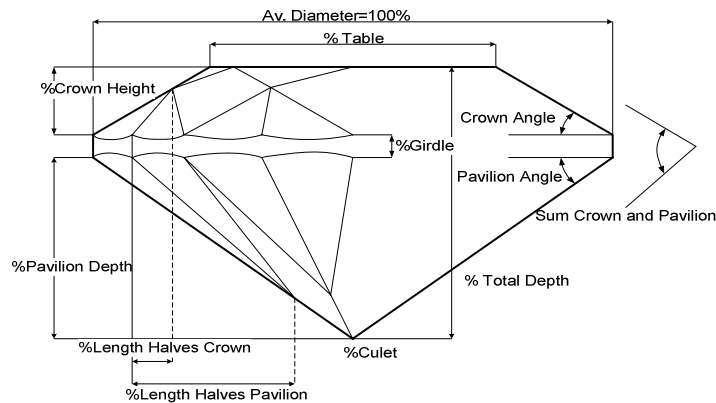 Av. Diameter=100%
% Table
%Crown Height
Crown Angle
%Girdle
Pavilion Angle
Sum Crown and Pavilion
%Pavilion Depth
% Total Depth
%Length Halves Crown
%Culet
%Length Halves Pavilion